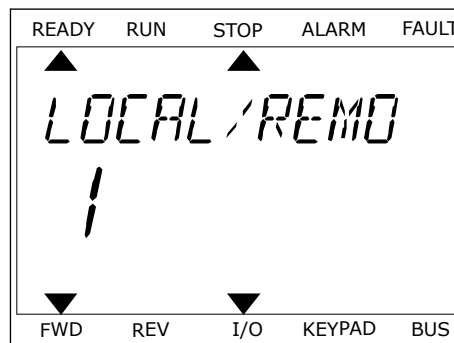 READY RUN STOP ALARM FAULT
LOCAL/REMO
1
FWD REV I/O KEYPAD BUS